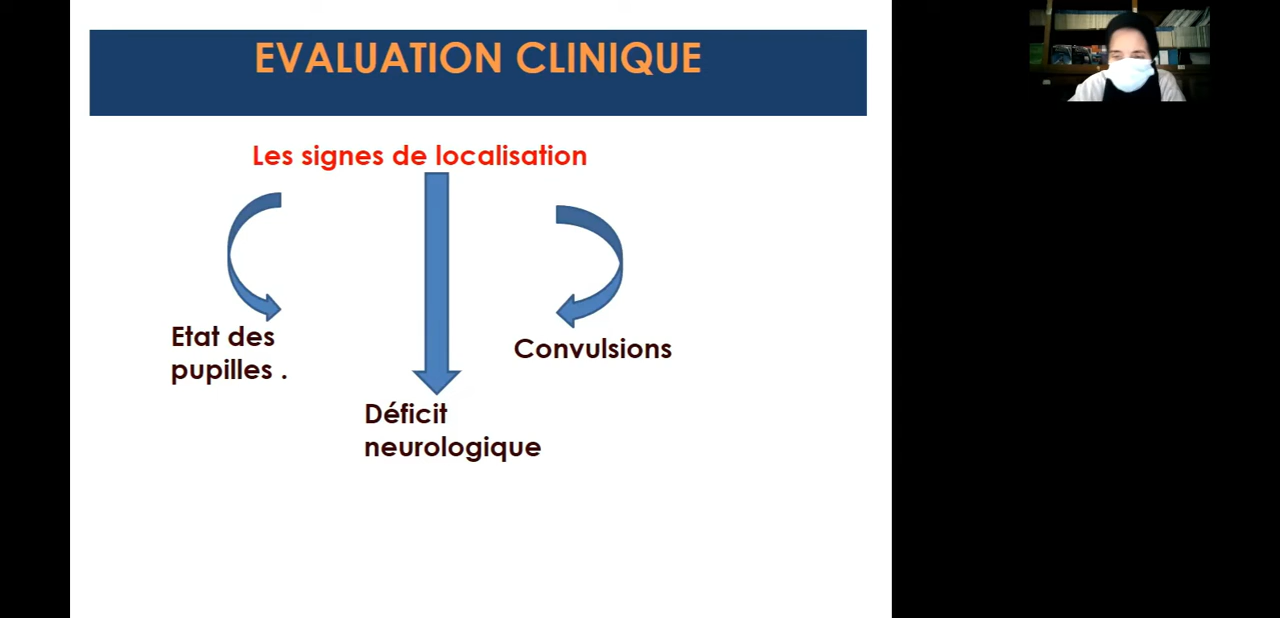 EVALUATION CLINIQUE
Les signes de localisation
Etat des
pupilles .
Convulsions
Déficit
neurologique